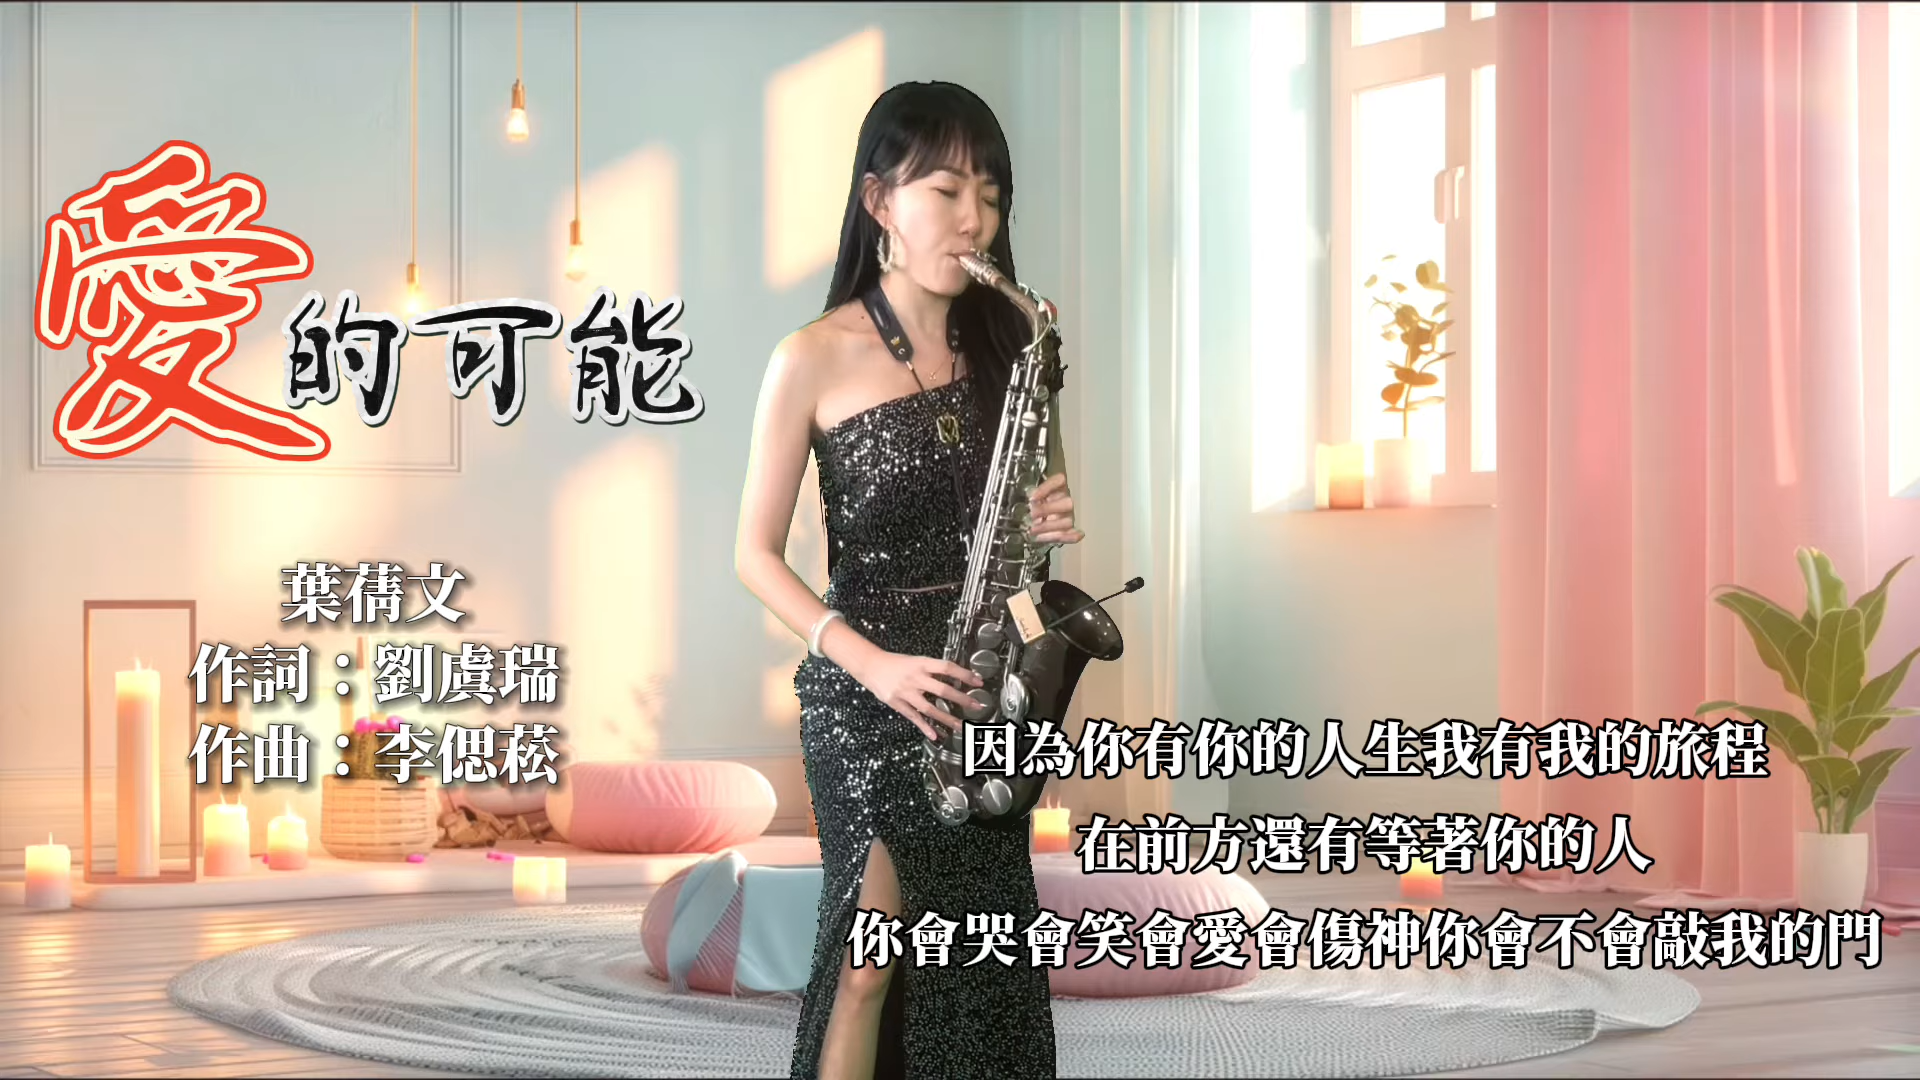 愛的可能
葉蒨文
作詞：劉虞瑞
作曲：李偲菘
因為你有你的人生我有我的旅程
在前方還有等著你的人
你會哭會笑會愛會傷神你會不會敲我的門